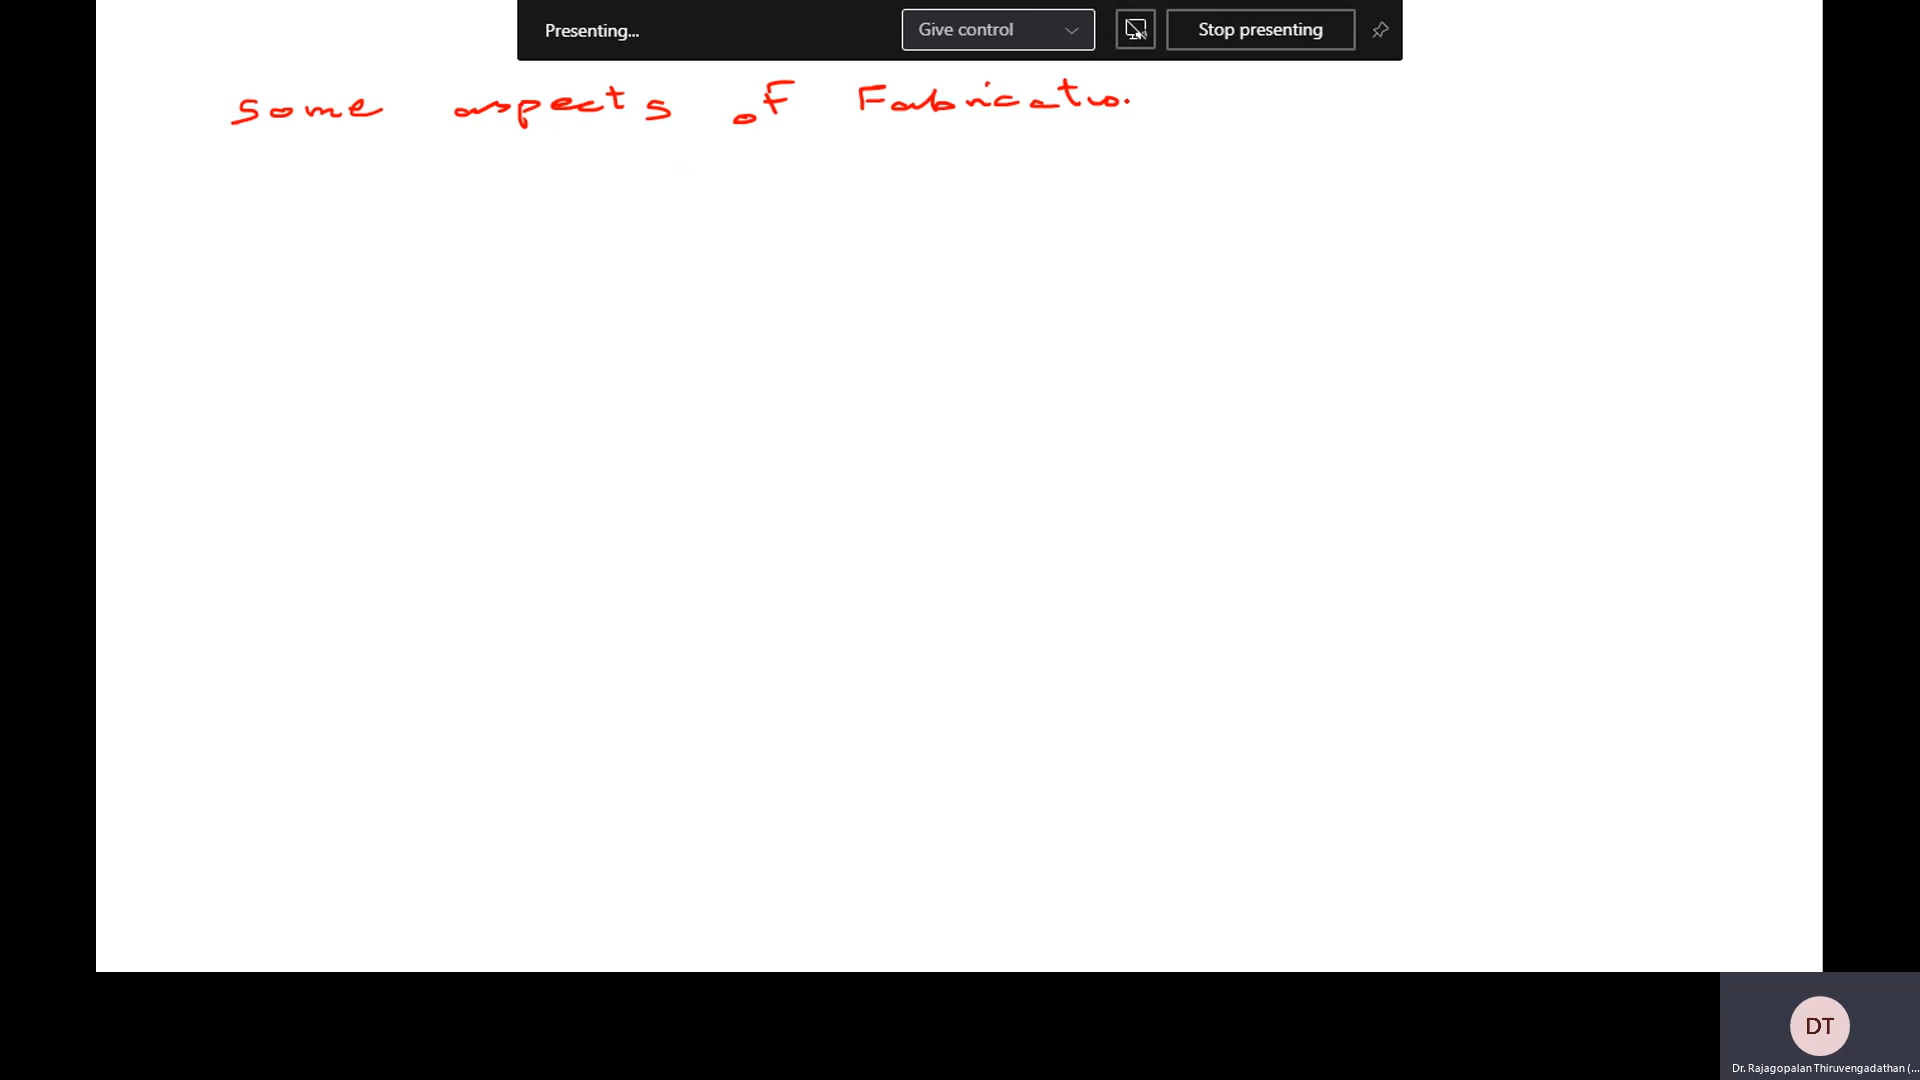 Presenting...
Give control
Stop presenting
some aspects of Fabricatio.
DT
Dr. Rajagopalan Thiruvengadathan (...